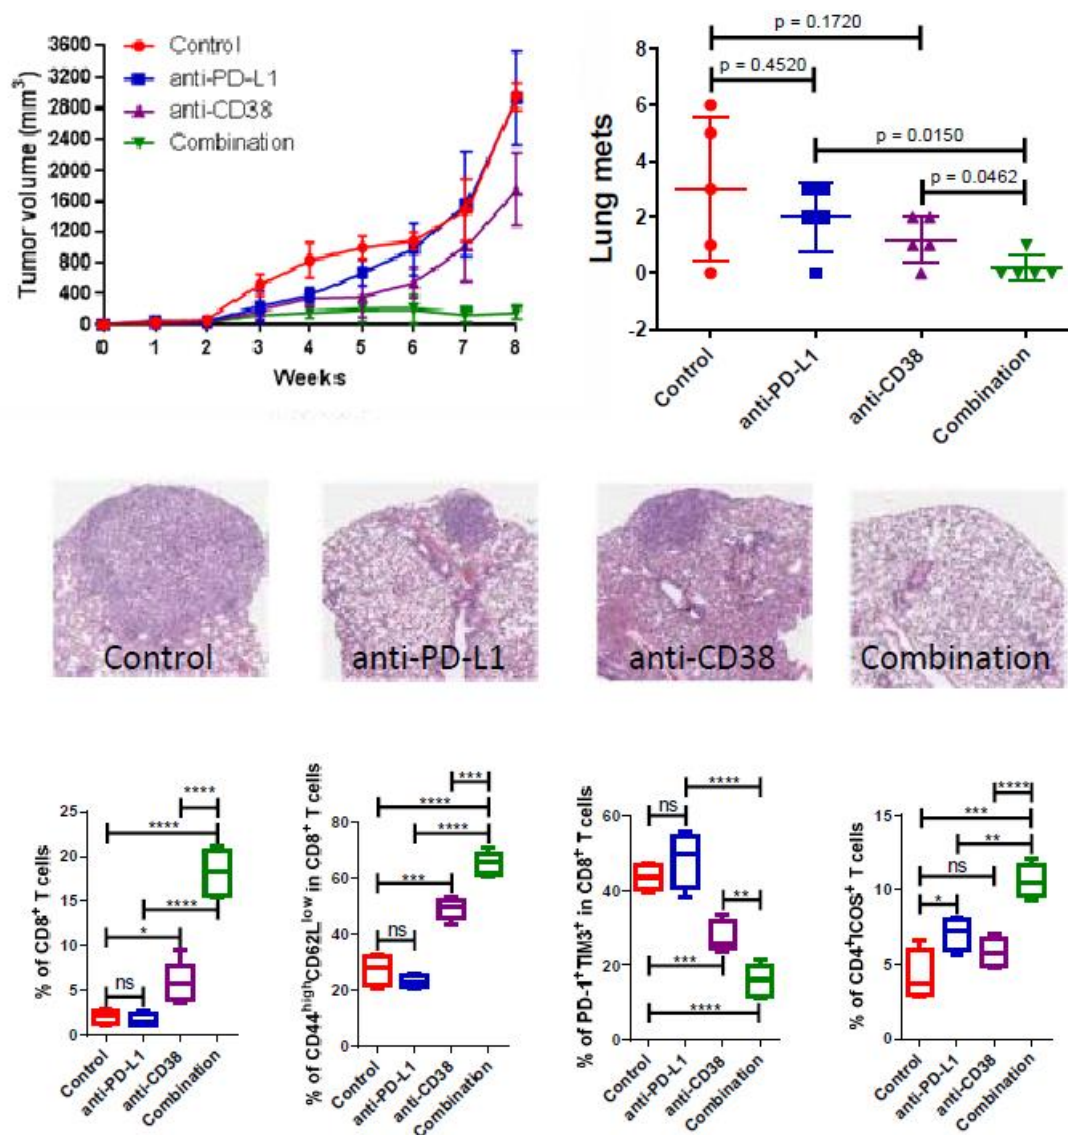 3600
3200
2800
2400
2000
1600
1200
800
400
0
Tumor volume (mm³)
Control
anti-PD-L1
anti-CD38
Combination
0 1 2 3 4 5 6 7 8
Weeks
p = 0.1720
p = 0.4520
p = 0.0150
p = 0.0462
8
6
4
2
0
-2
Lung mets
Control
anti-PD-L1
anti-CD38
Combination
Control
anti-PD-L1
anti-CD38
Combination
25
20
15
10
5
0
% of CD8⁺ T cells
****
****
****
*
ns
Control
anti-PD-L1
anti-CD38
Combination
80
60
40
20
0
% of CD44ʰⁱᵍʰCD62Lˡᵒʷ in CD8⁺ T cells
***
****
****
***
ns
Control
anti-PD-L1
anti-CD38
Combination
60
40
20
0
% of PD-1⁺TIM3⁺ in CD8⁺ T cells
****
ns
**
***
****
Control
anti-PD-L1
anti-CD38
Combination
15
10
5
0
% of CD4⁺ICOS⁺ T cells
****
***
**
ns
*
Control
anti-PD-L1
anti-CD38
Combination